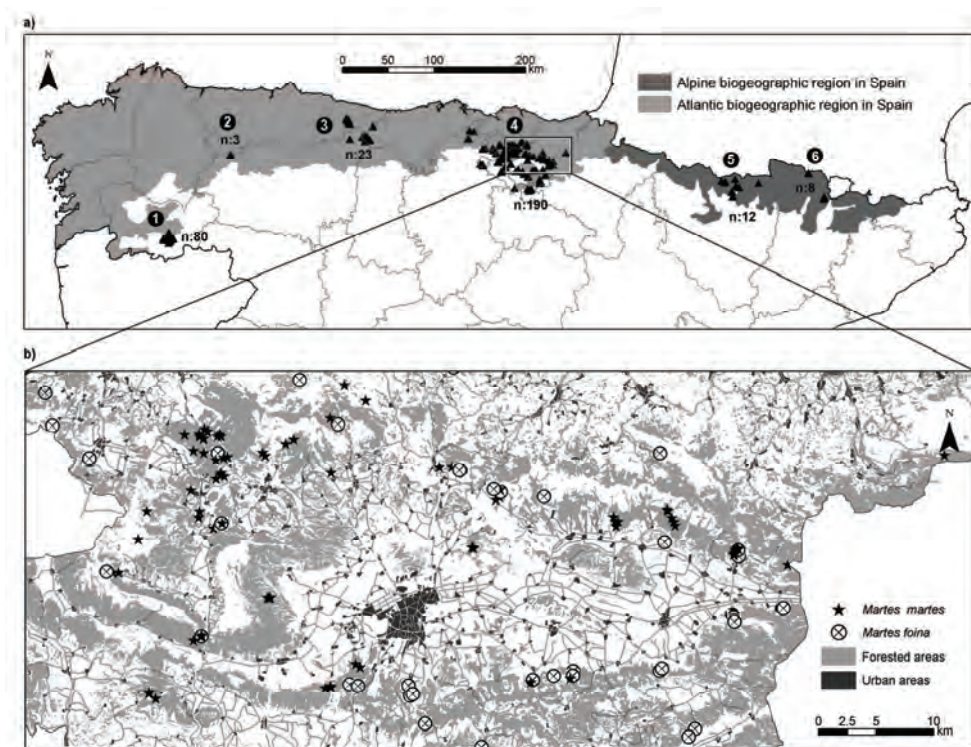 a)
N
0 50 100 200
km
Alpine biogeographic region in Spain
Atlantic biogeographic region in Spain
2
n:3
3
n:23
4
n:190
5
n:12
6
n:8
1
n:80
b)
N
Martes martes
Martes foina
Forested areas
Urban areas
0 2.5 5 10
km